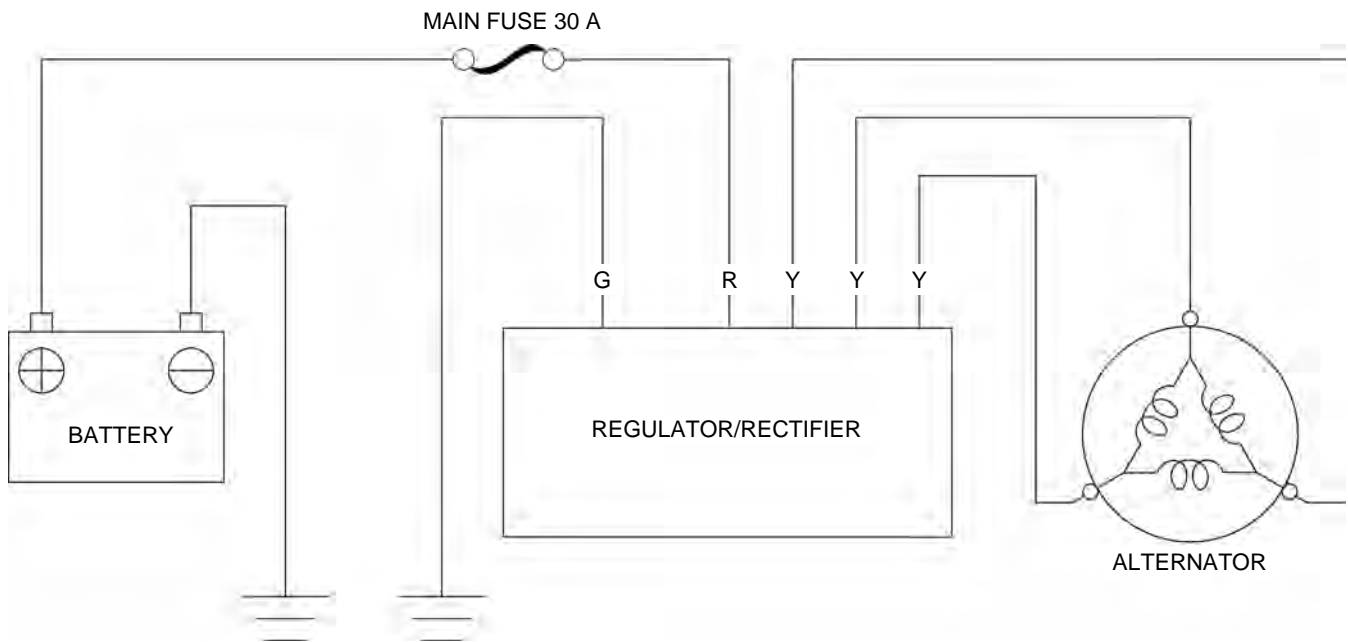 MAIN FUSE 30 A
G R Y Y Y
BATTERY
REGULATOR/RECTIFIER
ALTERNATOR